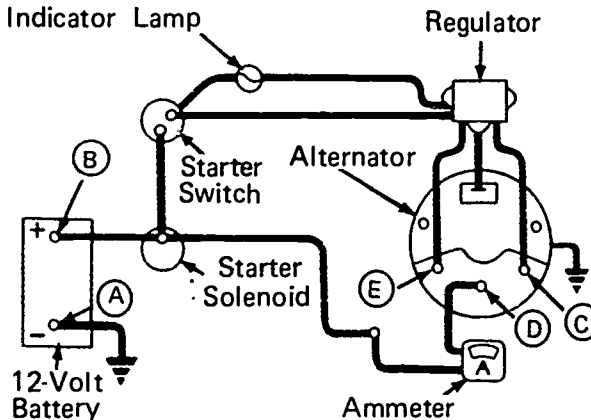 Indicator Lamp
Regulator
B
Starter
Switch
Alternator
+
A
Starter
Solenoid
E
D
C
-
12-Volt
Battery
A
Ammeter